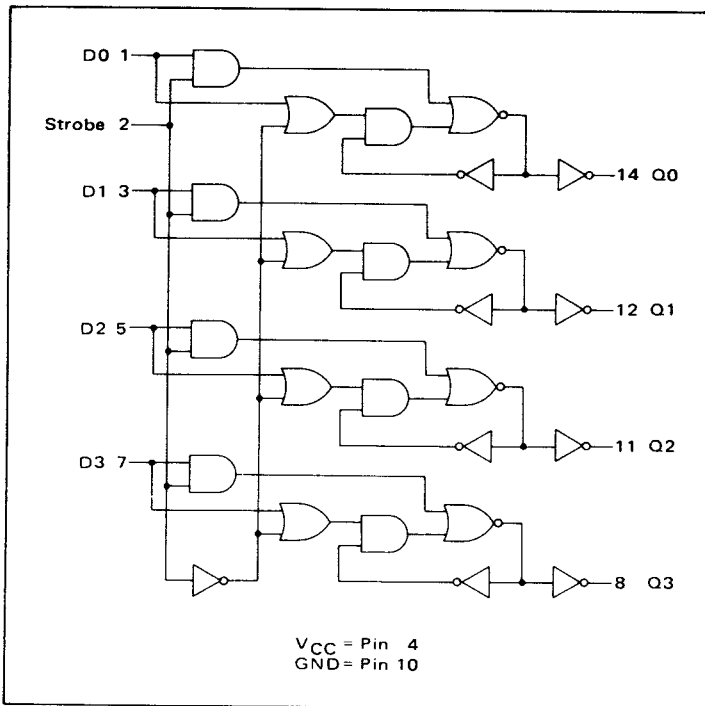 D0 1
Strobe 2
14 Q0
D1 3
12 Q1
D2 5
11 Q2
D3 7
8 Q3
VCC = Pin 4
GND = Pin 10